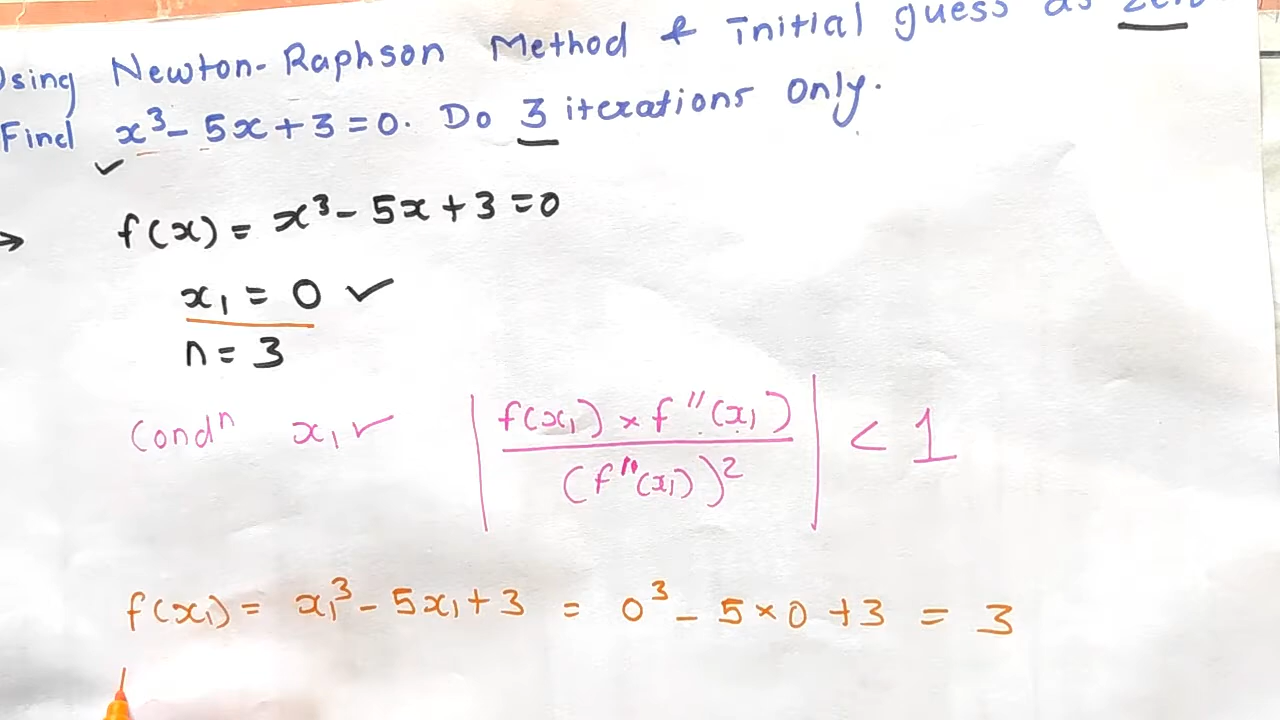 Using Newton-Raphson Method & initial guess as zero
Find x³ - 5x + 3 = 0. Do 3 iterations only.
→ f(x) = x³ - 5x + 3 = 0
x₁ = 0 ✓
n = 3
Condⁿ x₁ ✓ | f(x₁) × f"(x₁) / (f"(x₁))² | < 1
f(x₁) = x₁³ - 5x₁ + 3 = 0³ - 5×0 + 3 = 3